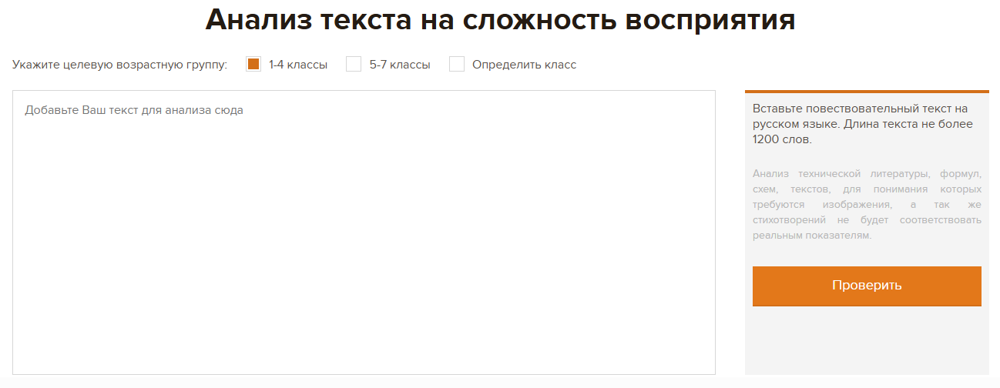 Анализ текста на сложность восприятия
Укажите целевую возрастную группу: 1-4 классы 5-7 классы Определить класс
Добавьте Ваш текст для анализа сюда
Вставьте повествовательный текст на
русском языке. Длина текста не более
1200 слов.
Анализ технической литературы, формул,
схем, текстов, для понимания которых
требуются изображения, а так же
стихотворений не будет соответствовать
реальным показателям.
Проверить